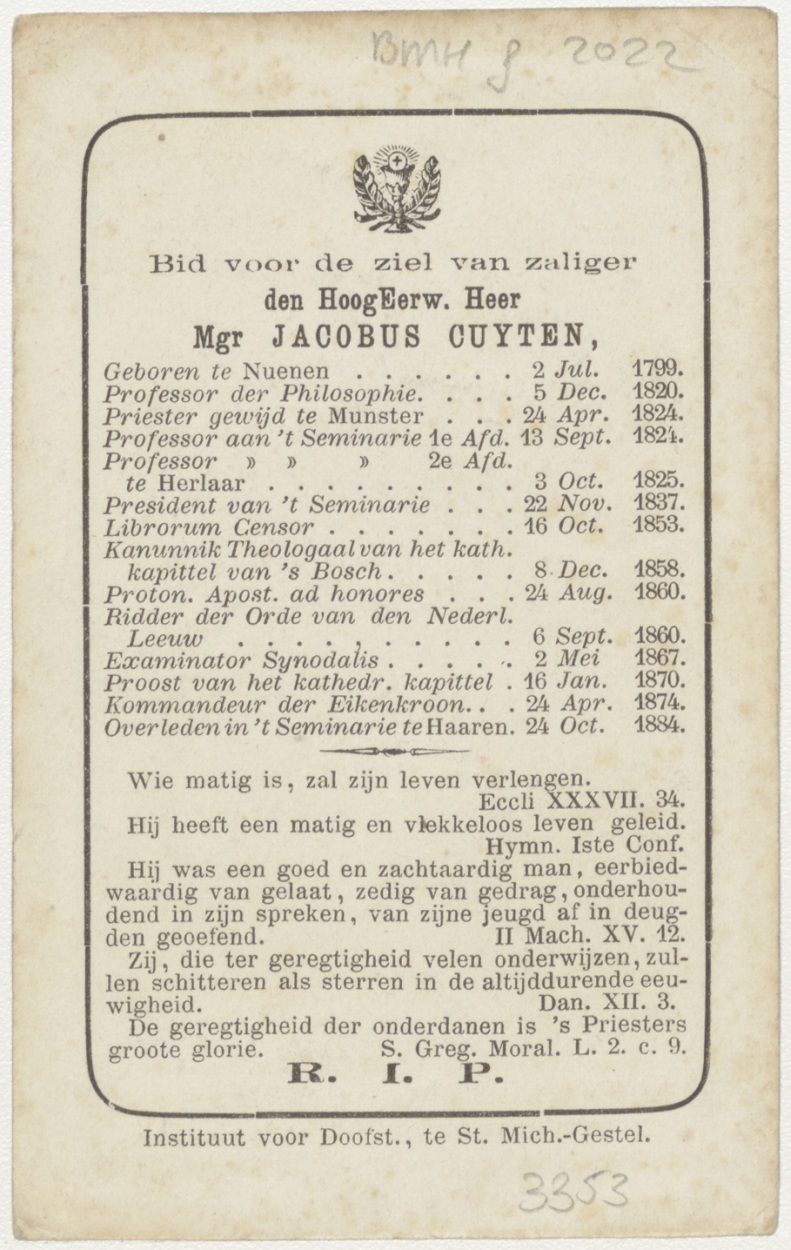 BMH g 2022
Bid voor de ziel van zaliger
den HoogEerw. Heer
Mgr JACOBUS CUYTEN,
Geboren te Nuenen . . . . . . 2 Jul. 1799.
Professor der Philosophie. . . . 5 Dec. 1820.
Priester gewijd te Munster . . . 24 Apr. 1824.
Professor aan 't Seminarie 1e Afd. 13 Sept. 1824.
Professor » » » 2e Afd.
te Herlaar . . . . . . . . . 3 Oct. 1825.
President van 't Seminarie . . . 22 Nov. 1837.
Librorum Censor . . . . . . . 16 Oct. 1853.
Kanunnik Theologaal van het kath.
kapittel van 's Bosch. . . . . . 8 Dec. 1858.
Proton. Apost. ad honores . . . 24 Aug. 1860.
Ridder der Orde van den Nederl.
Leeuw . . . . . . . . . . 6 Sept. 1860.
Examinator Synodalis . . . . . 2 Mei 1867.
Proost van het kathedr. kapittel . 16 Jan. 1870.
Kommandeur der Eikenkroon. . . 24 Apr. 1874.
Overleden in 't Seminarie te Haaren. 24 Oct. 1884.
Wie matig is, zal zijn leven verlengen.
Eccli XXXVII. 34.
Hij heeft een matig en vlekkeloos leven geleid.
Hymn. Iste Conf.
Hij was een goed en zachtaardig man, eerbied-
waardig van gelaat, zedig van gedrag, onderhou-
dend in zijn spreken, van zijne jeugd af in deug-
den geoefend. II Mach. XV. 12.
Zij, die ter geregtigheid velen onderwijzen, zul-
len schitteren als sterren in de altijddurende eeu-
wigheid. Dan. XII. 3.
De geregtigheid der onderdanen is 's Priesters
groote glorie. S. Greg. Moral. L. 2. c. 9.
R. I. P.
Instituut voor Doofst., te St. Mich.-Gestel.
3353